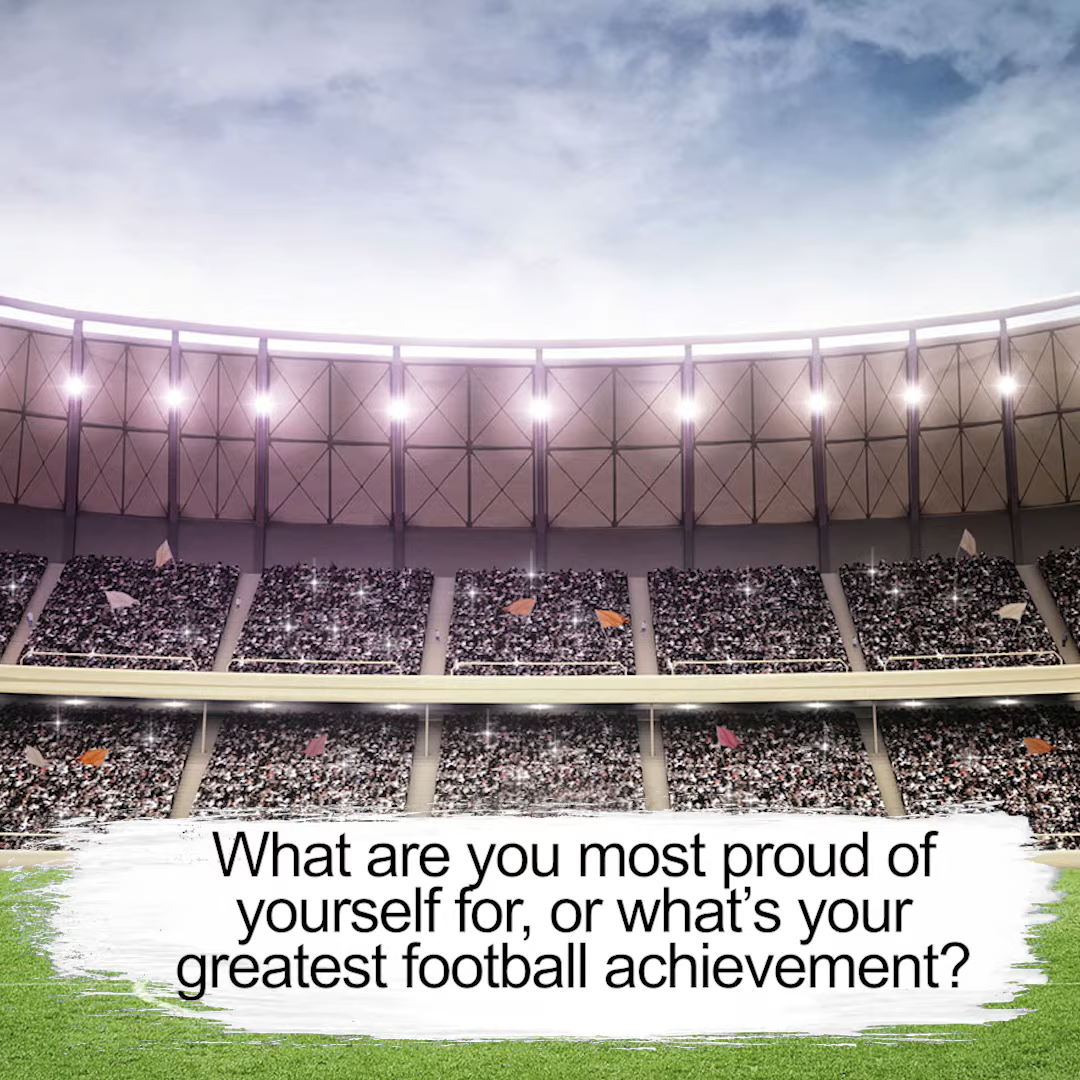 What are you most proud of
yourself for, or what’s your
greatest football achievement?